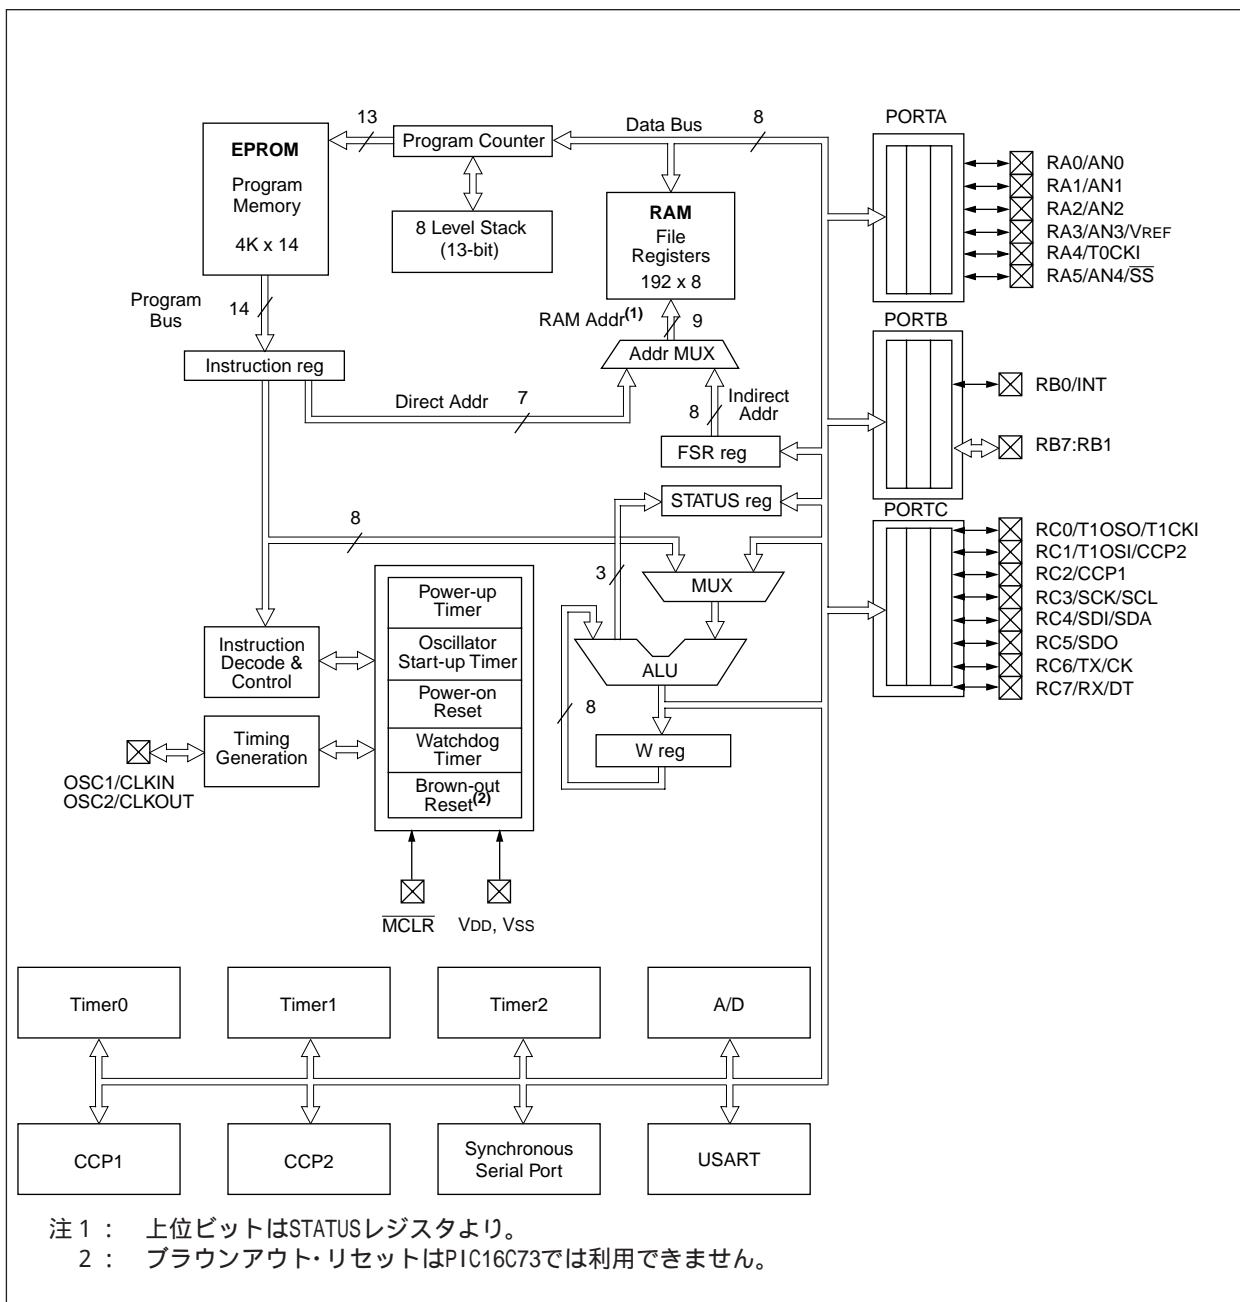 13
Program Counter
Data Bus
8
EPROM
Program
Memory
4K x 14
8 Level Stack
(13-bit)
RAM
File
Registers
192 x 8
PORTA
RA0/AN0
RA1/AN1
RA2/AN2
RA3/AN3/VREF
RA4/T0CKI
RA5/AN4/SS
Program
Bus
14
RAM Addr(1)
9
Instruction reg
Addr MUX
Direct Addr
7
8
Indirect
Addr
FSR reg
STATUS reg
PORTB
RB0/INT
RB7:RB1
PORTC
RC0/T1OSO/T1CKI
RC1/T1OSI/CCP2
RC2/CCP1
RC3/SCK/SCL
RC4/SDI/SDA
RC5/SDO
RC6/TX/CK
RC7/RX/DT
8
3
MUX
ALU
8
W reg
Power-up
Timer
Oscillator
Start-up Timer
Power-on
Reset
Watchdog
Timer
Brown-out
Reset(2)
Instruction
Decode &
Control
Timing
Generation
OSC1/CLKIN
OSC2/CLKOUT
MCLR
VDD, VSS
Timer0
Timer1
Timer2
A/D
CCP1
CCP2
Synchronous
Serial Port
USART
注1： 上位ビットはSTATUSレジスタより。
2： ブラウンアウト・リセットはPIC16C73では利用できません。